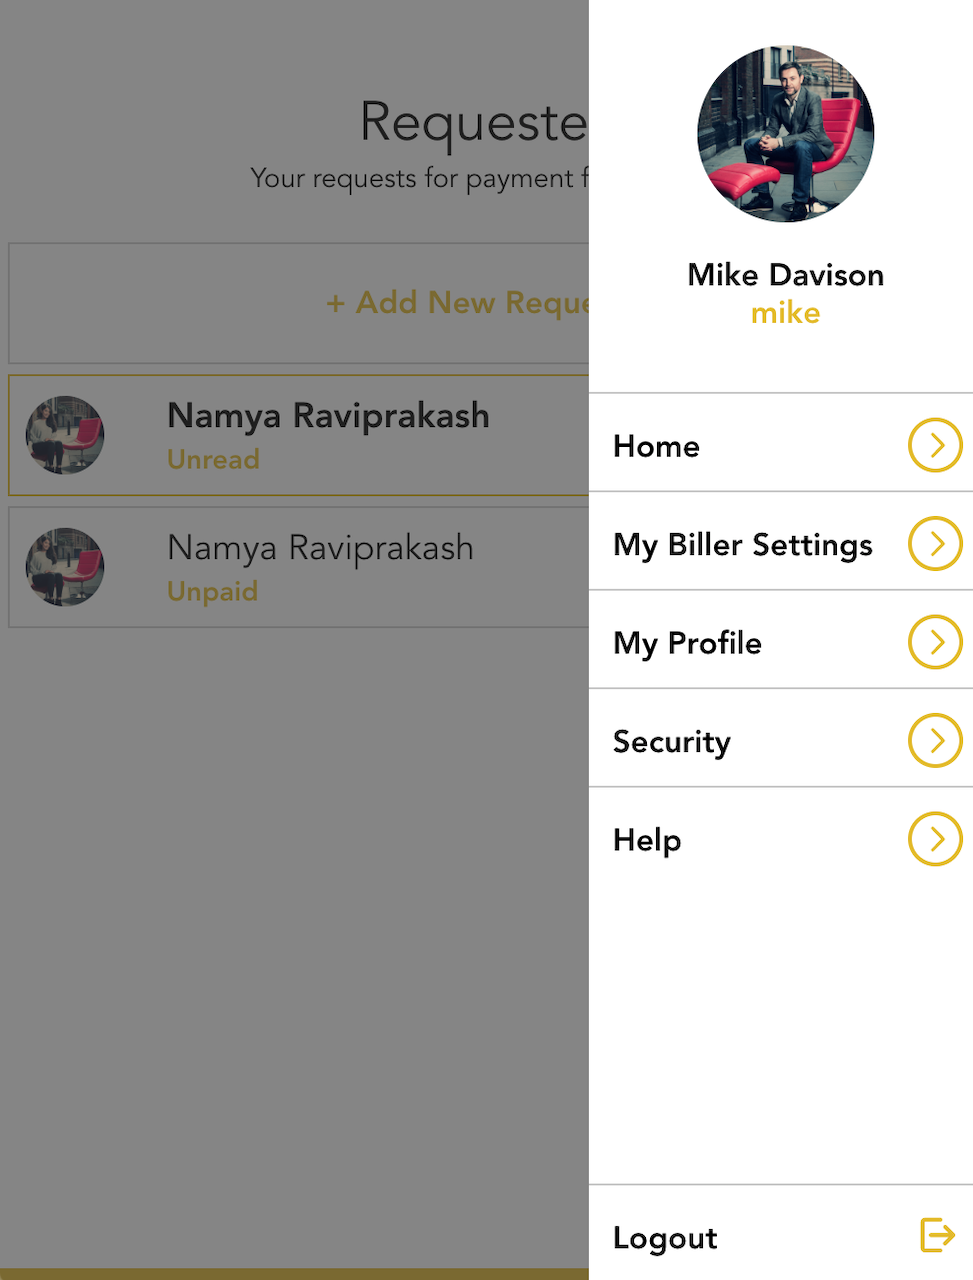 Requeste
Your requests for payment f
+ Add New Reque
Namya Raviprakash
Unread
Namya Raviprakash
Unpaid
Mike Davison
mike
Home
My Biller Settings
My Profile
Security
Help
Logout